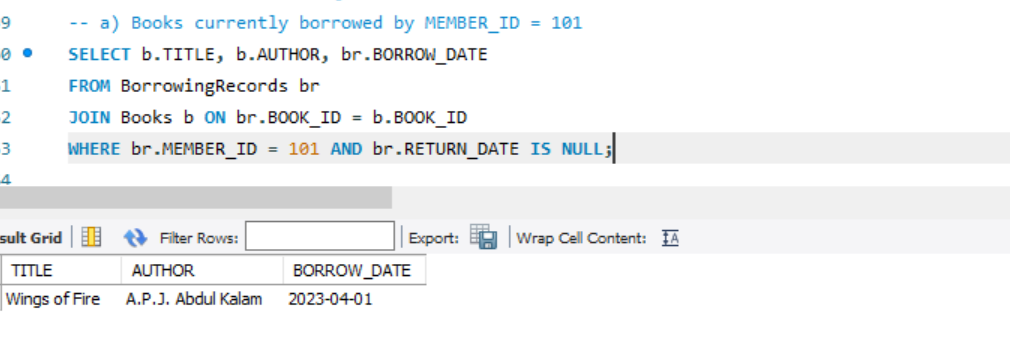 9 -- a) Books currently borrowed by MEMBER_ID = 101
0 SELECT b.TITLE, b.AUTHOR, br.BORROW_DATE
1 FROM BorrowingRecords br
2 JOIN Books b ON br.BOOK_ID = b.BOOK_ID
3 WHERE br.MEMBER_ID = 101 AND br.RETURN_DATE IS NULL;
4
sult Grid Filter Rows: Export: Wrap Cell Content: IA
TITLE AUTHOR BORROW_DATE
Wings of Fire A.P.J. Abdul Kalam 2023-04-01